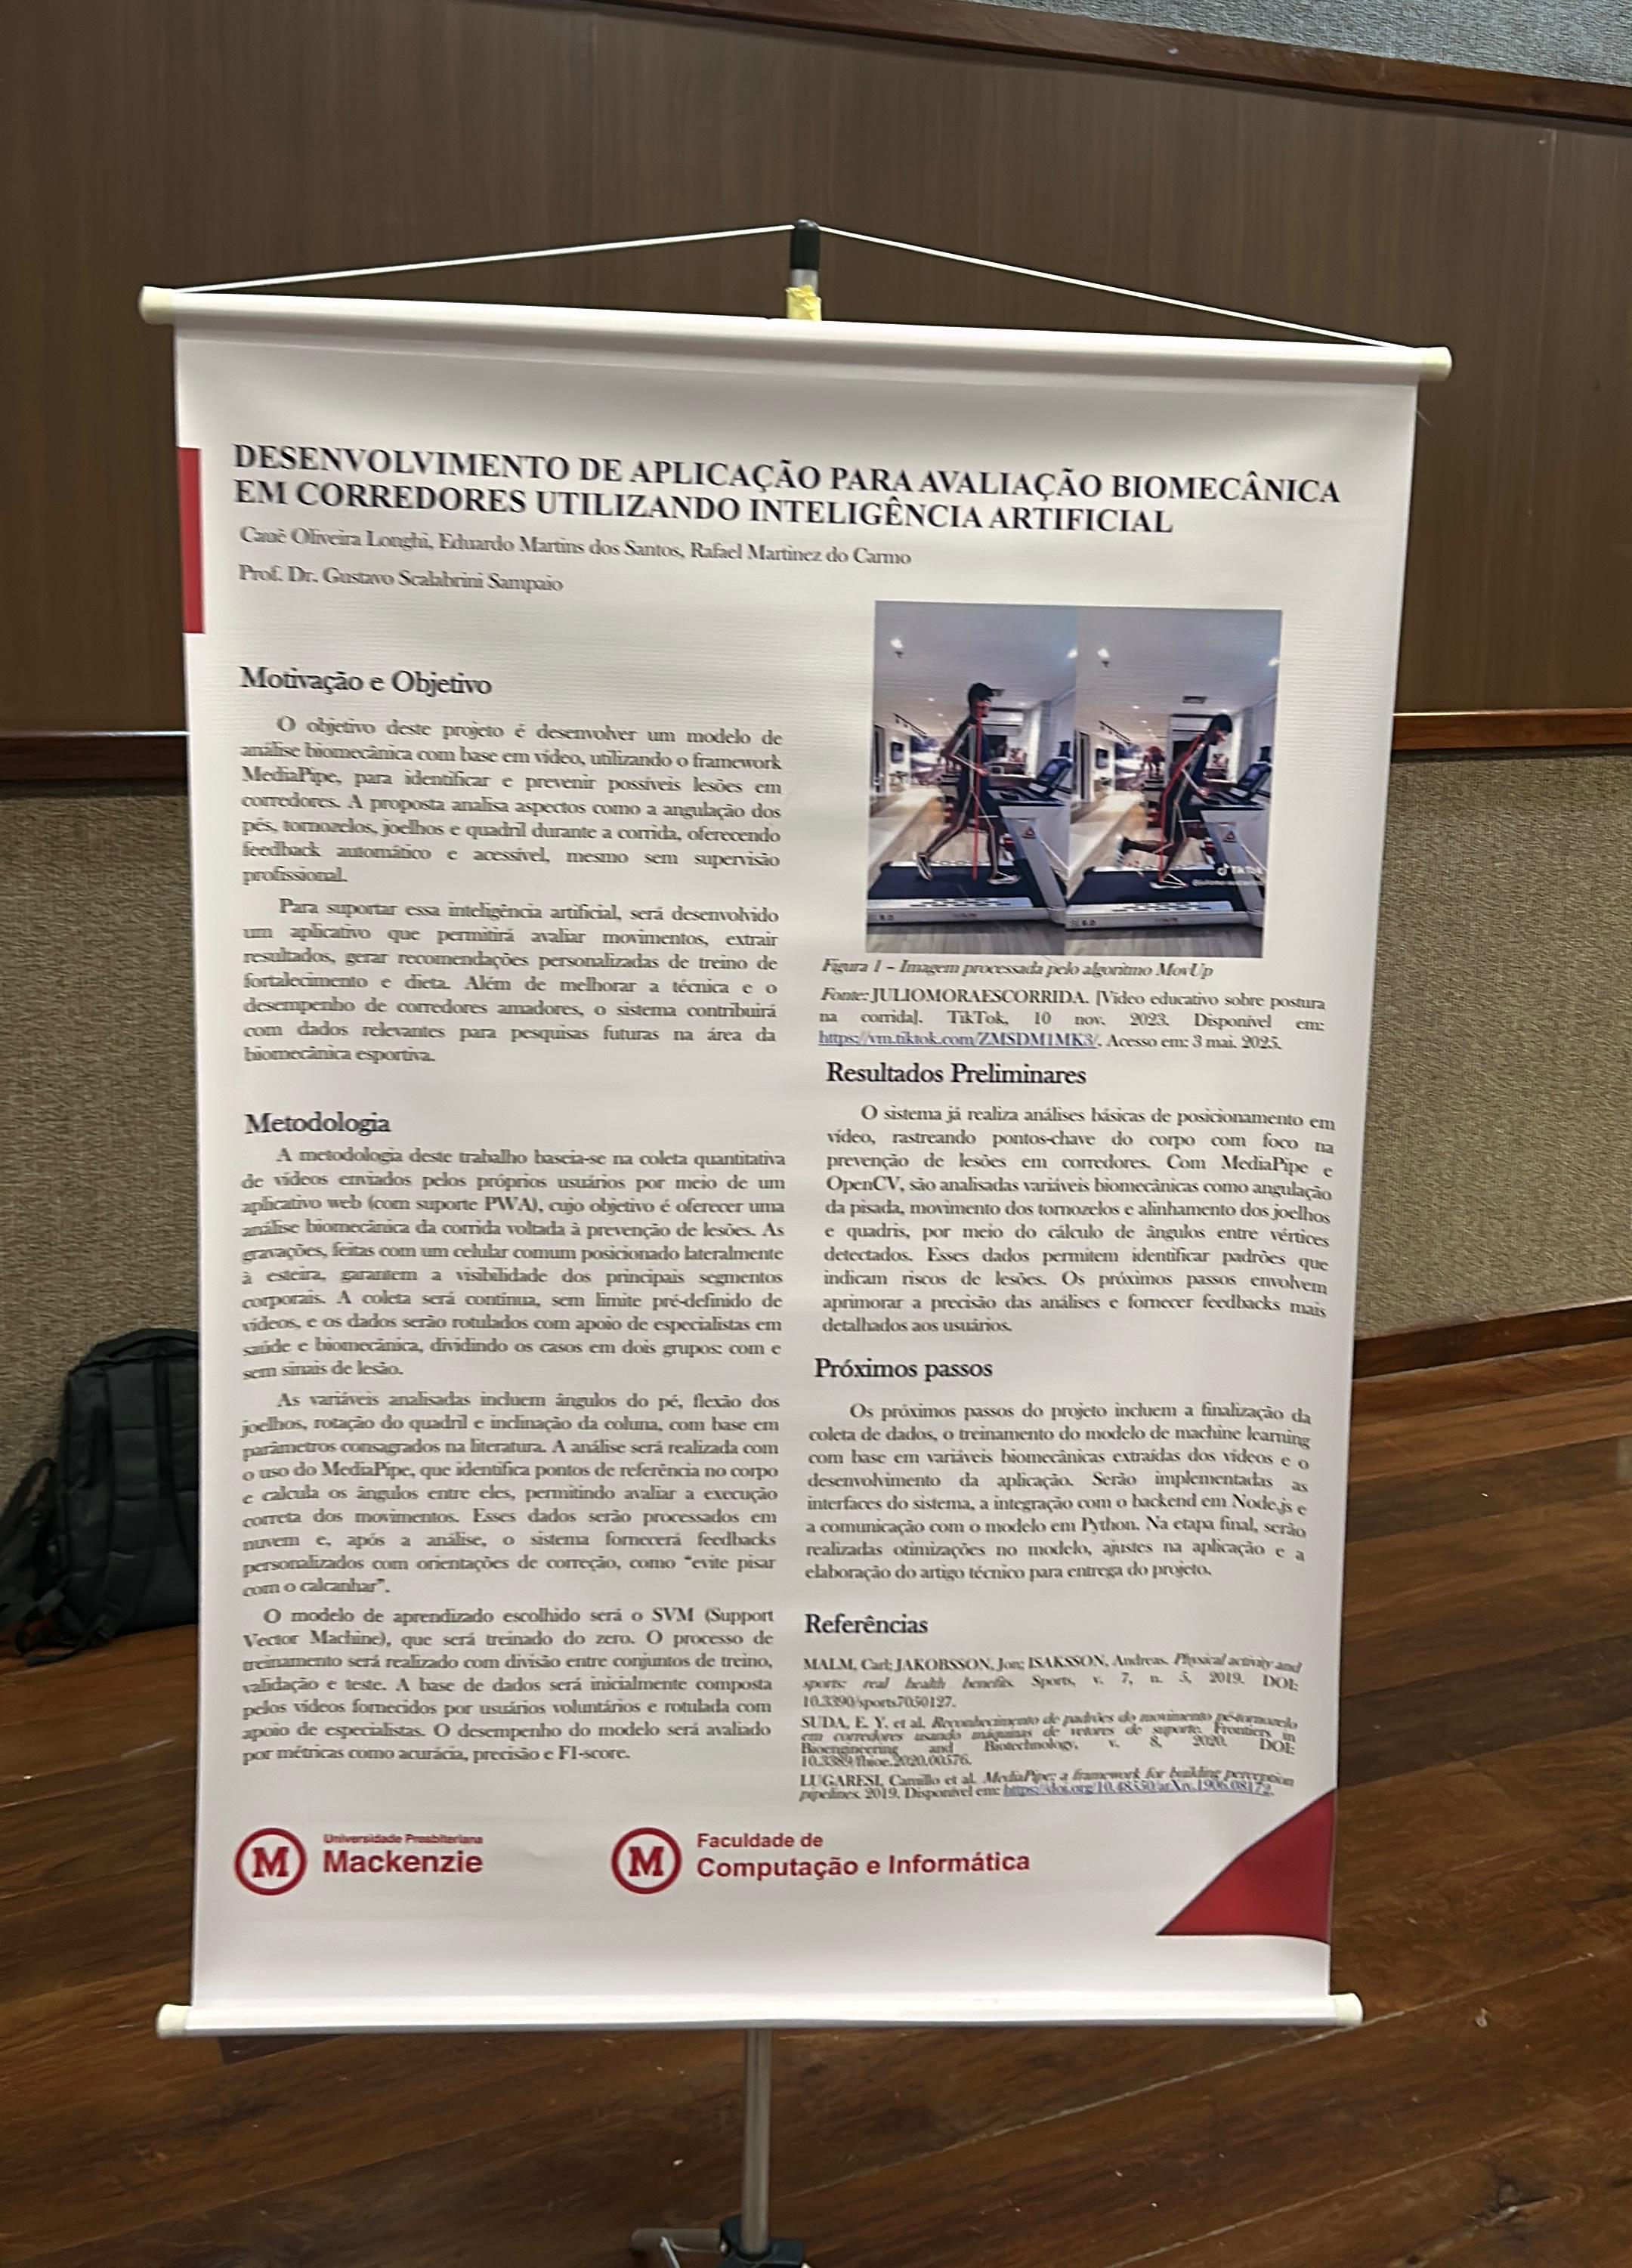 DESENVOLVIMENTO DE APLICAÇÃO PARA AVALIAÇÃO BIOMECÂNICA
EM CORREDORES UTILIZANDO INTELIGÊNCIA ARTIFICIAL
Cauê Oliveira Longhi, Eduardo Martins dos Santos, Rafael Martinez do Carmo
Prof. Dr. Gustavo Scalabrini Sampaio
Motivação e Objetivo
O objetivo deste projeto é desenvolver um modelo de
análise biomecânica com base em vídeo, utilizando o framework
MediaPipe, para identificar e prevenir possíveis lesões em
corredores. A proposta analisa aspectos como a angulação dos
pés, tornozelos, joelhos e quadril durante a corrida, oferecendo
feedback automático e acessível, mesmo sem supervisão
profissional.
Para suportar essa inteligência artificial, será desenvolvido
um aplicativo que permitirá avaliar movimentos, extrair
resultados, gerar recomendações personalizadas de treino de
fortalecimento e dieta. Além de melhorar a técnica e o
desempenho de corredores amadores, o sistema contribuirá
com dados relevantes para pesquisas futuras na área da
biomecânica esportiva.
Metodologia
A metodologia deste trabalho baseia-se na coleta quantitativa
de vídeos enviados pelos próprios usuários por meio de um
aplicativo web (com suporte PWA), cujo objetivo é oferecer uma
análise biomecânica da corrida voltada à prevenção de lesões. As
gravações, feitas com um celular comum posicionado lateralmente
à esteira, garantem a visibilidade dos principais segmentos
corporais. A coleta será contínua, sem limite pré-definido de
vídeos, e os dados serão rotulados com apoio de especialistas em
saúde e biomecânica, dividindo os casos em dois grupos: com e
sem sinais de lesão.
As variáveis analisadas incluem ângulos do pé, flexão dos
joelhos, rotação do quadril e inclinação da coluna, com base em
parâmetros consagrados na literatura. A análise será realizada com
o uso do MediaPipe, que identifica pontos de referência no corpo
e calcula os ângulos entre eles, permitindo avaliar a execução
correta dos movimentos. Esses dados serão processados em
nuvem e, após a análise, o sistema fornecerá feedbacks
personalizados com orientações de correção, como "evite pisar
com o calcanhar".
O modelo de aprendizado escolhido será o SVM (Support
Vector Machine), que será treinado do zero. O processo de
treinamento será realizado com divisão entre conjuntos de treino,
validação e teste. A base de dados será inicialmente composta
pelos vídeos fornecidos por usuários voluntários e rotulada com
apoio de especialistas. O desempenho do modelo será avaliado
por métricas como acurácia, precisão e F1-score.
TikTok
Figura 1 – Imagem processada pelo algoritmo MovUp
Fonte: JULIOMORAESCORRIDA. [Vídeo educativo sobre postura
na corrida]. TikTok, 10 nov. 2023. Disponível em:
https://vm.tiktok.com/ZMSDM1MK3/. Acesso em: 3 mai. 2025.
Resultados Preliminares
O sistema já realiza análises básicas de posicionamento em
vídeo, rastreando pontos-chave do corpo com foco na
prevenção de lesões em corredores. Com MediaPipe e
OpenCV, são analisadas variáveis biomecânicas como angulação
da pisada, movimento dos tornozelos e alinhamento dos joelhos
e quadris, por meio do cálculo de ângulos entre vértices
detectados. Esses dados permitem identificar padrões que
indicam riscos de lesões. Os próximos passos envolvem
aprimorar a precisão das análises e fornecer feedbacks mais
detalhados aos usuários.
Próximos passos
Os próximos passos do projeto incluem a finalização da
coleta de dados, o treinamento do modelo de machine learning
com base em variáveis biomecânicas extraídas dos vídeos e o
desenvolvimento da aplicação. Serão implementadas as
interfaces do sistema, a integração com o backend em Node.js e
a comunicação com o modelo em Python. Na etapa final, serão
realizadas otimizações no modelo, ajustes na aplicação e a
elaboração do artigo técnico para entrega do projeto.
Referências
MALM, Carl; JAKOBSSON, Jon; ISAKSSON, Andreas. Physical activity and
sports: real health benefits. Sports, v. 7, n. 5, 2019. DOI:
10.3390/sports7050127.
SUDA, E. Y. et al. Reconhecimento de padrões do movimento pé-tornozelo
em corredores usando máquinas de vetores de suporte. Frontiers in
Bioengineering and Biotechnology, v. 8, 2020. DOI:
10.3389/fbioe.2020.00576.
LUGARESI, Camillo et al. MediaPipe: a framework for building perception
pipelines. 2019. Disponível em: https://doi.org/10.48550/arXiv.1906.08172.
M Universidade Presbiteriana
Mackenzie
M Faculdade de
Computação e Informática